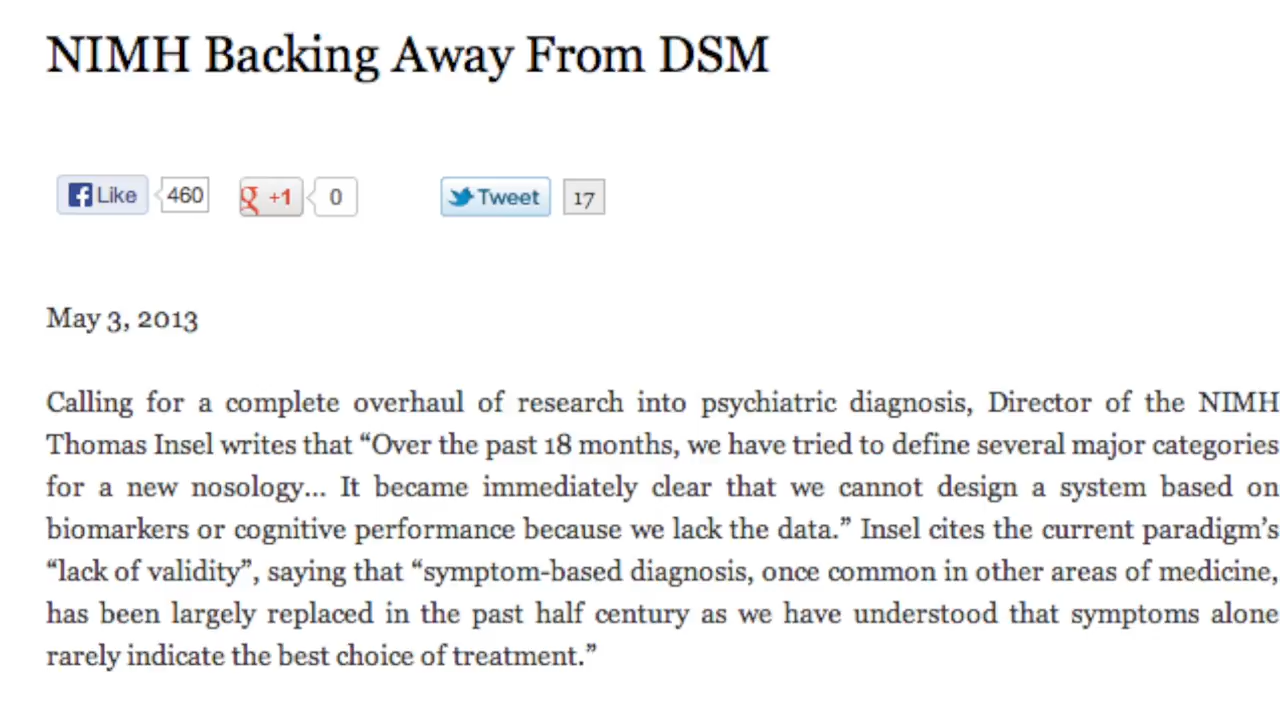 NIMH Backing Away From DSM
Like 460 +1 0 Tweet 17
May 3, 2013
Calling for a complete overhaul of research into psychiatric diagnosis, Director of the NIMH
Thomas Insel writes that “Over the past 18 months, we have tried to define several major categories
for a new nosology... It became immediately clear that we cannot design a system based on
biomarkers or cognitive performance because we lack the data.” Insel cites the current paradigm’s
“lack of validity”, saying that “symptom-based diagnosis, once common in other areas of medicine,
has been largely replaced in the past half century as we have understood that symptoms alone
rarely indicate the best choice of treatment.”